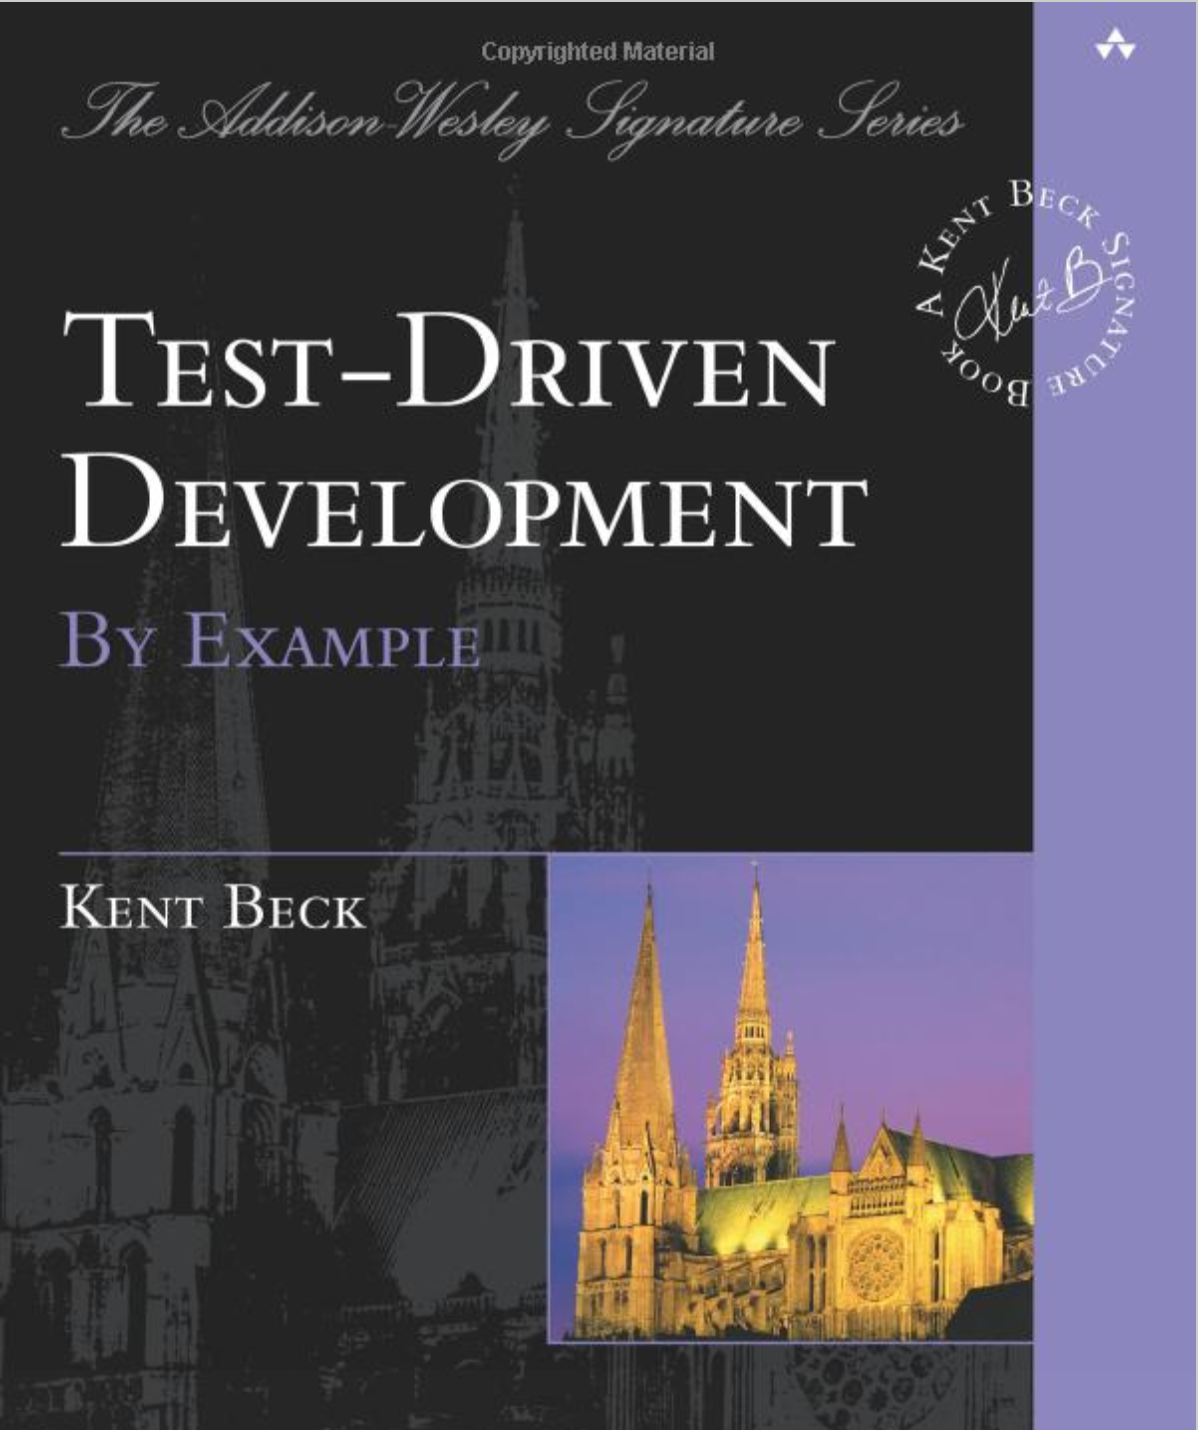 Copyrighted Material
The Addison-Wesley Signature Series
A KENT BECK SIGNATURE BOOK
Kent B
TEST-DRIVEN
DEVELOPMENT
BY EXAMPLE
KENT BECK